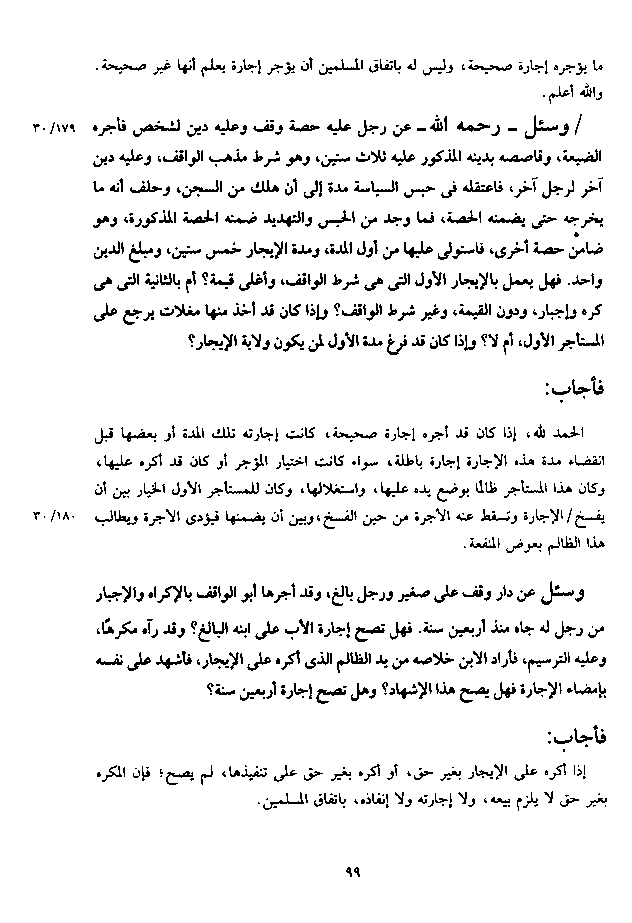 ما يؤجره إجارة صحيحة، وليس له باتفاق المسلمين أن يؤجر إجارة يعلم أنها غير صحيحة.
والله أعلم.
٣٠/١٧٩ / وسئل ـ رحمه الله ـ عن رجل عليه حصة وقف وعليه دين لشخص فأجره
الضيعة، وقاصصه بدينه المذكور عليه ثلاث سنين، وهو شرط مذهب الواقف، وعليه دين
آخر لرجل آخر، فاعتقله فى حبس السياسة مدة إلى أن هلك من السجن، وحلف أنه ما
يخرجه حتى يضمنه الحصة، فما وجد من الحبس والتهديد ضمنه الحصة المذكورة، وهو
ضامن حصة أخرى، فاستولى عليها من أول المدة، ومدة الإيجار خمس سنين، ومبلغ الدين
واحد. فهل يعمل بالإيجار الأول التى هى شرط الواقف، وأغلى قيمة؟ أم بالثانية التى هى
كره وإجبار، ودون القيمة، وغير شرط الواقف؟ وإذا كان قد أخذ منها مغلات يرجع على
المستأجر الأول، أم لا؟ وإذا كان قد فرغ مدة الأول لمن يكون ولاية الإيجار؟
فأجاب:
الحمد لله، إذا كان قد أجره إجارة صحيحة، كانت إجارته تلك المدة أو بعضها قبل
انقضاء مدة هذه الإجارة إجارة باطلة، سواء كانت اختيار المؤجر أو كان قد أكره عليها،
وكان هذا المستأجر ظالمًا بوضع يده عليها، واستغلالها، وكان للمستأجر الأول الخيار بين أن
يفسخ / الإجارة وتسقط عنه الأجرة من حين الفسخ، وبين أن يضمنها فيؤدى الأجرة ويطالب ٣٠/١٨٠
هذا الظالم بعوض المنفعة.
وسئل عن دار وقف على صغير ورجل بالغ، وقد أجرها أبو الواقف بالإكراه والإجبار
من رجل له جاه منذ أربعين سنة. فهل تصح إجارة الأب على ابنه البالغ؟ وقد رآه مكرهًا،
وعليه الترسيم، فأراد الابن خلاصه من يد الظالم الذى أكره على الإيجار، فأشهد على نفسه
بإمضاء الإجارة فهل يصح هذا الإشهاد؟ وهل تصح إجارة أربعين سنة؟
فأجاب:
إذا أكره على الإيجار بغير حق، أو أكره بغير حق على تنفيذها، لم يصح؛ فإن المكره
بغير حق لا يلزم بيعه، ولا إجارته ولا إنفاذه، باتفاق المسلمين.
٩٩